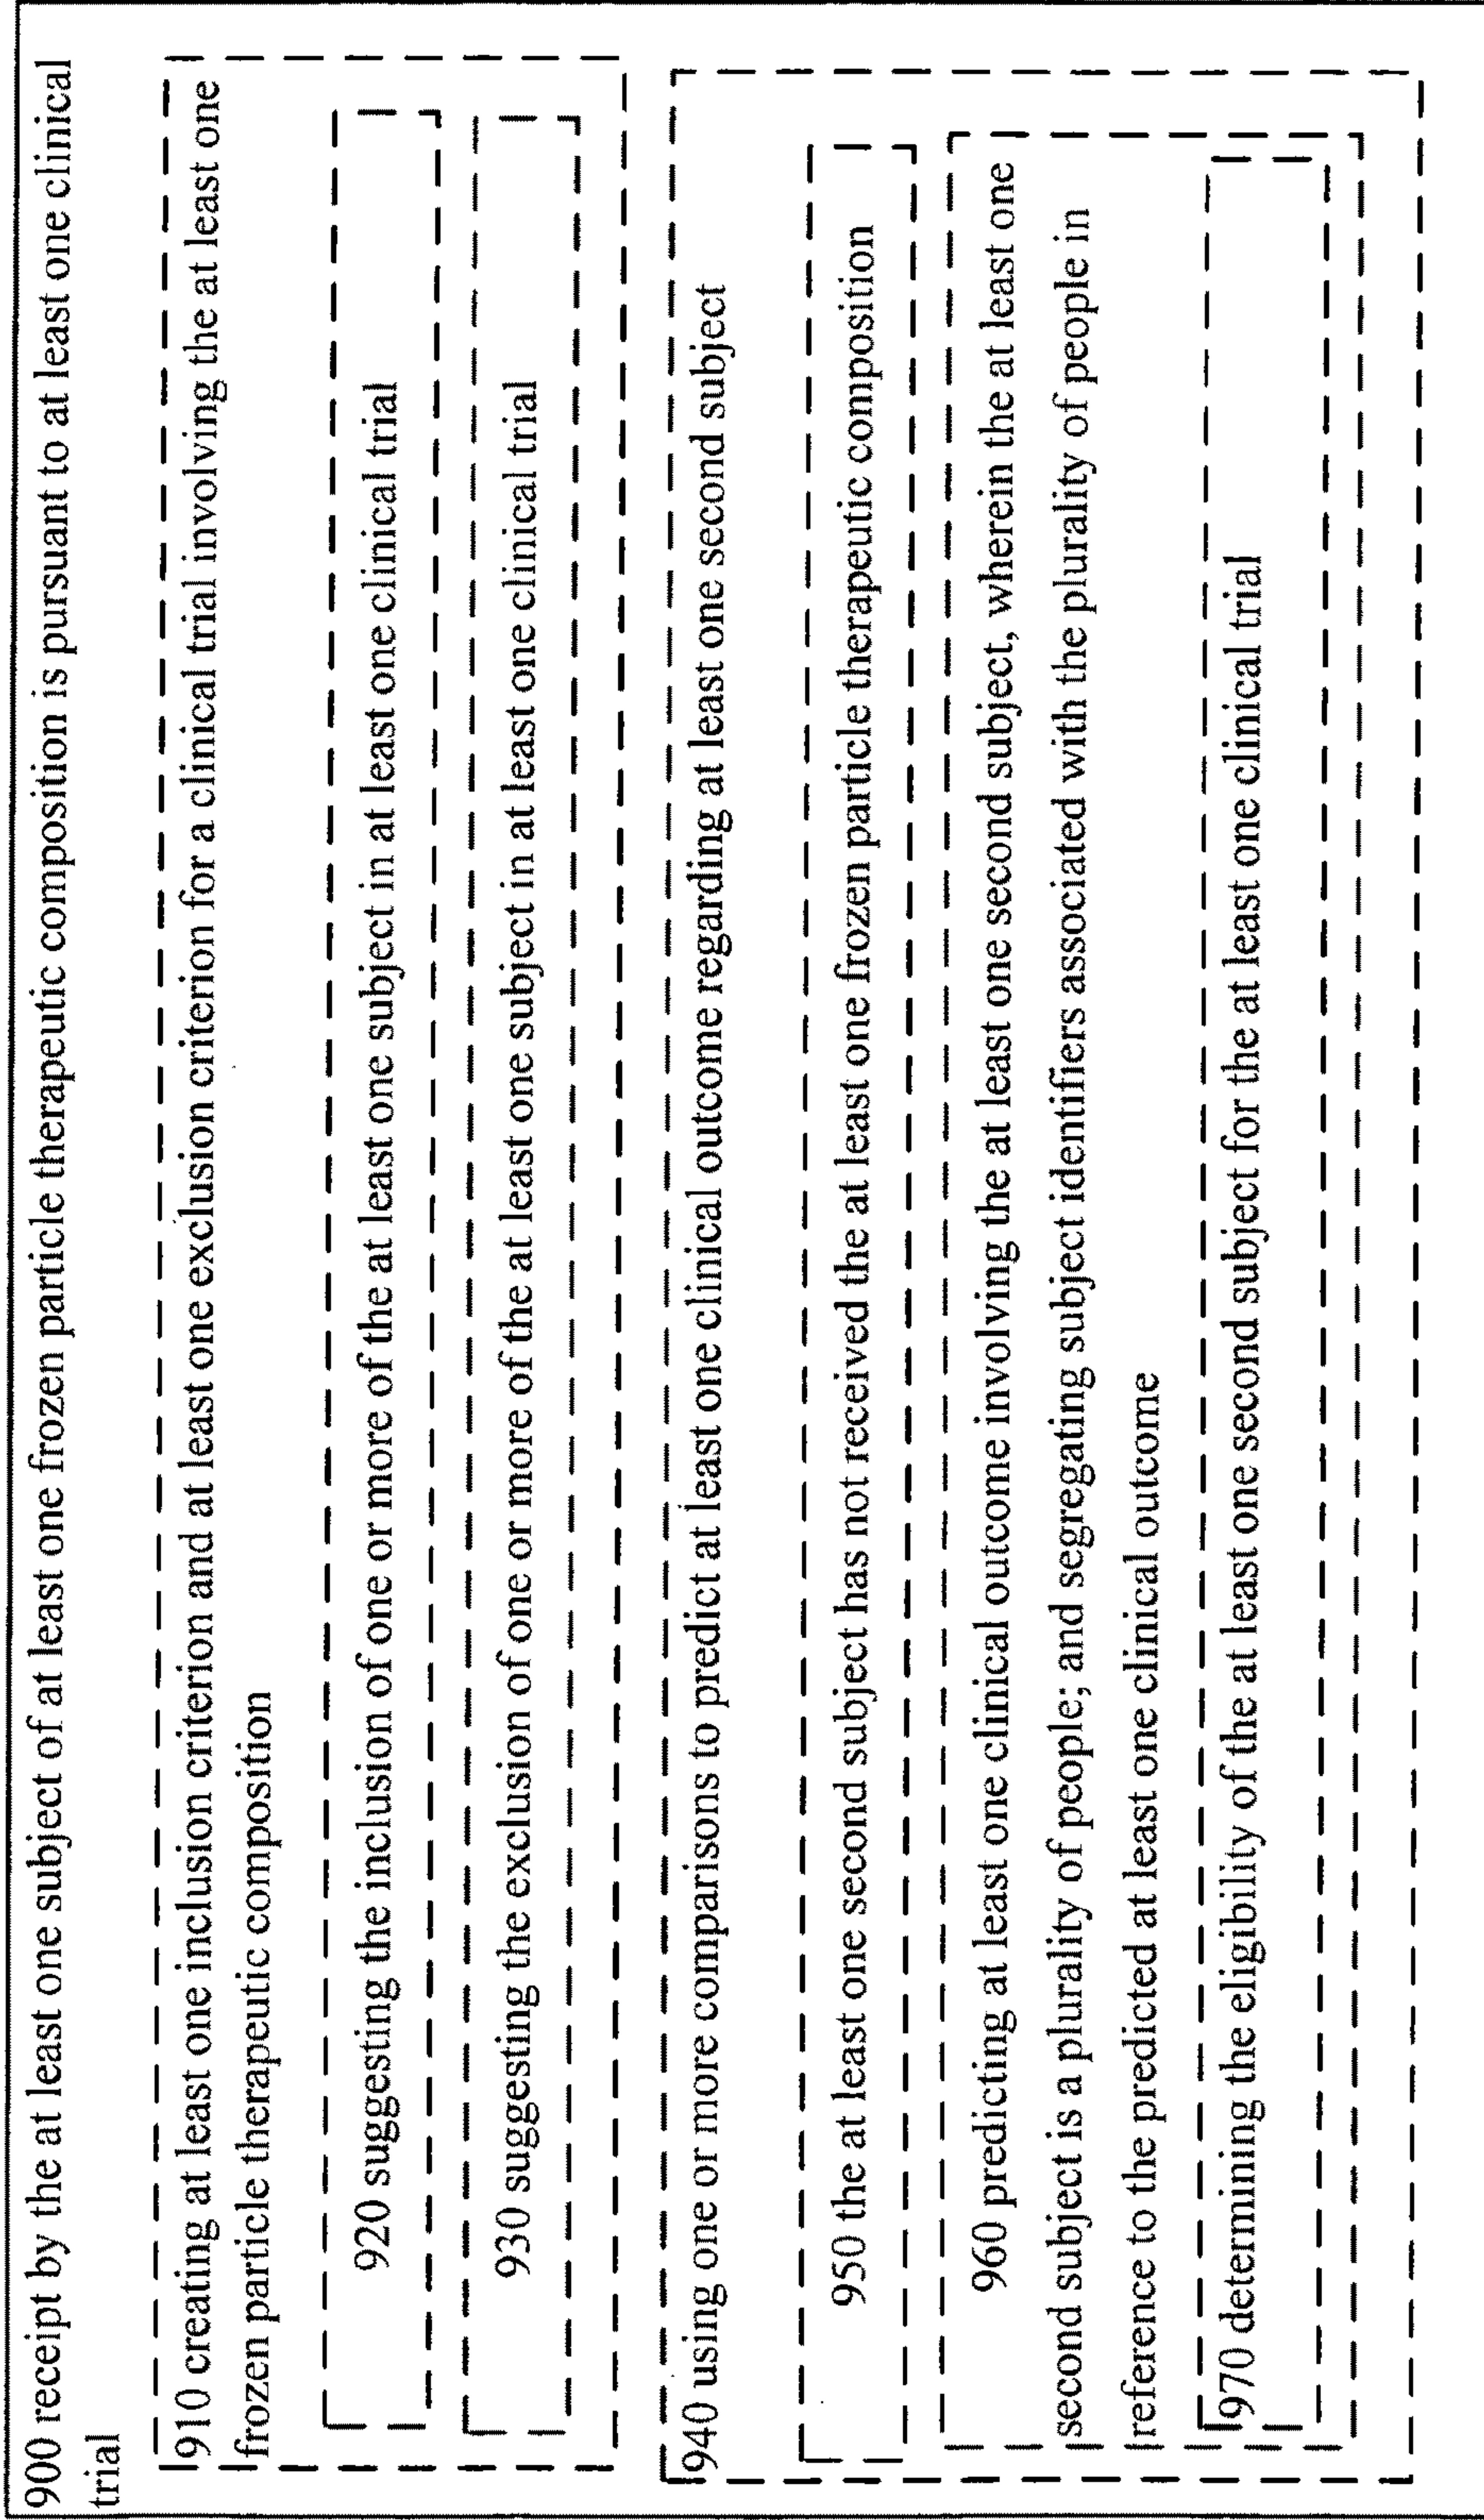 900 receipt by the at least one subject of at least one frozen particle therapeutic composition is pursuant to at least one clinical
trial
910 creating at least one inclusion criterion and at least one exclusion criterion for a clinical trial involving the at least one
frozen particle therapeutic composition
920 suggesting the inclusion of one or more of the at least one subject in at least one clinical trial
930 suggesting the exclusion of one or more of the at least one subject in at least one clinical trial
940 using one or more comparisons to predict at least one clinical outcome regarding at least one second subject
950 the at least one second subject has not received the at least one frozen particle therapeutic composition
960 predicting at least one clinical outcome involving the at least one second subject, wherein the at least one
second subject is a plurality of people; and segregating subject identifiers associated with the plurality of people in
reference to the predicted at least one clinical outcome
970 determining the eligibility of the at least one second subject for the at least one clinical trial